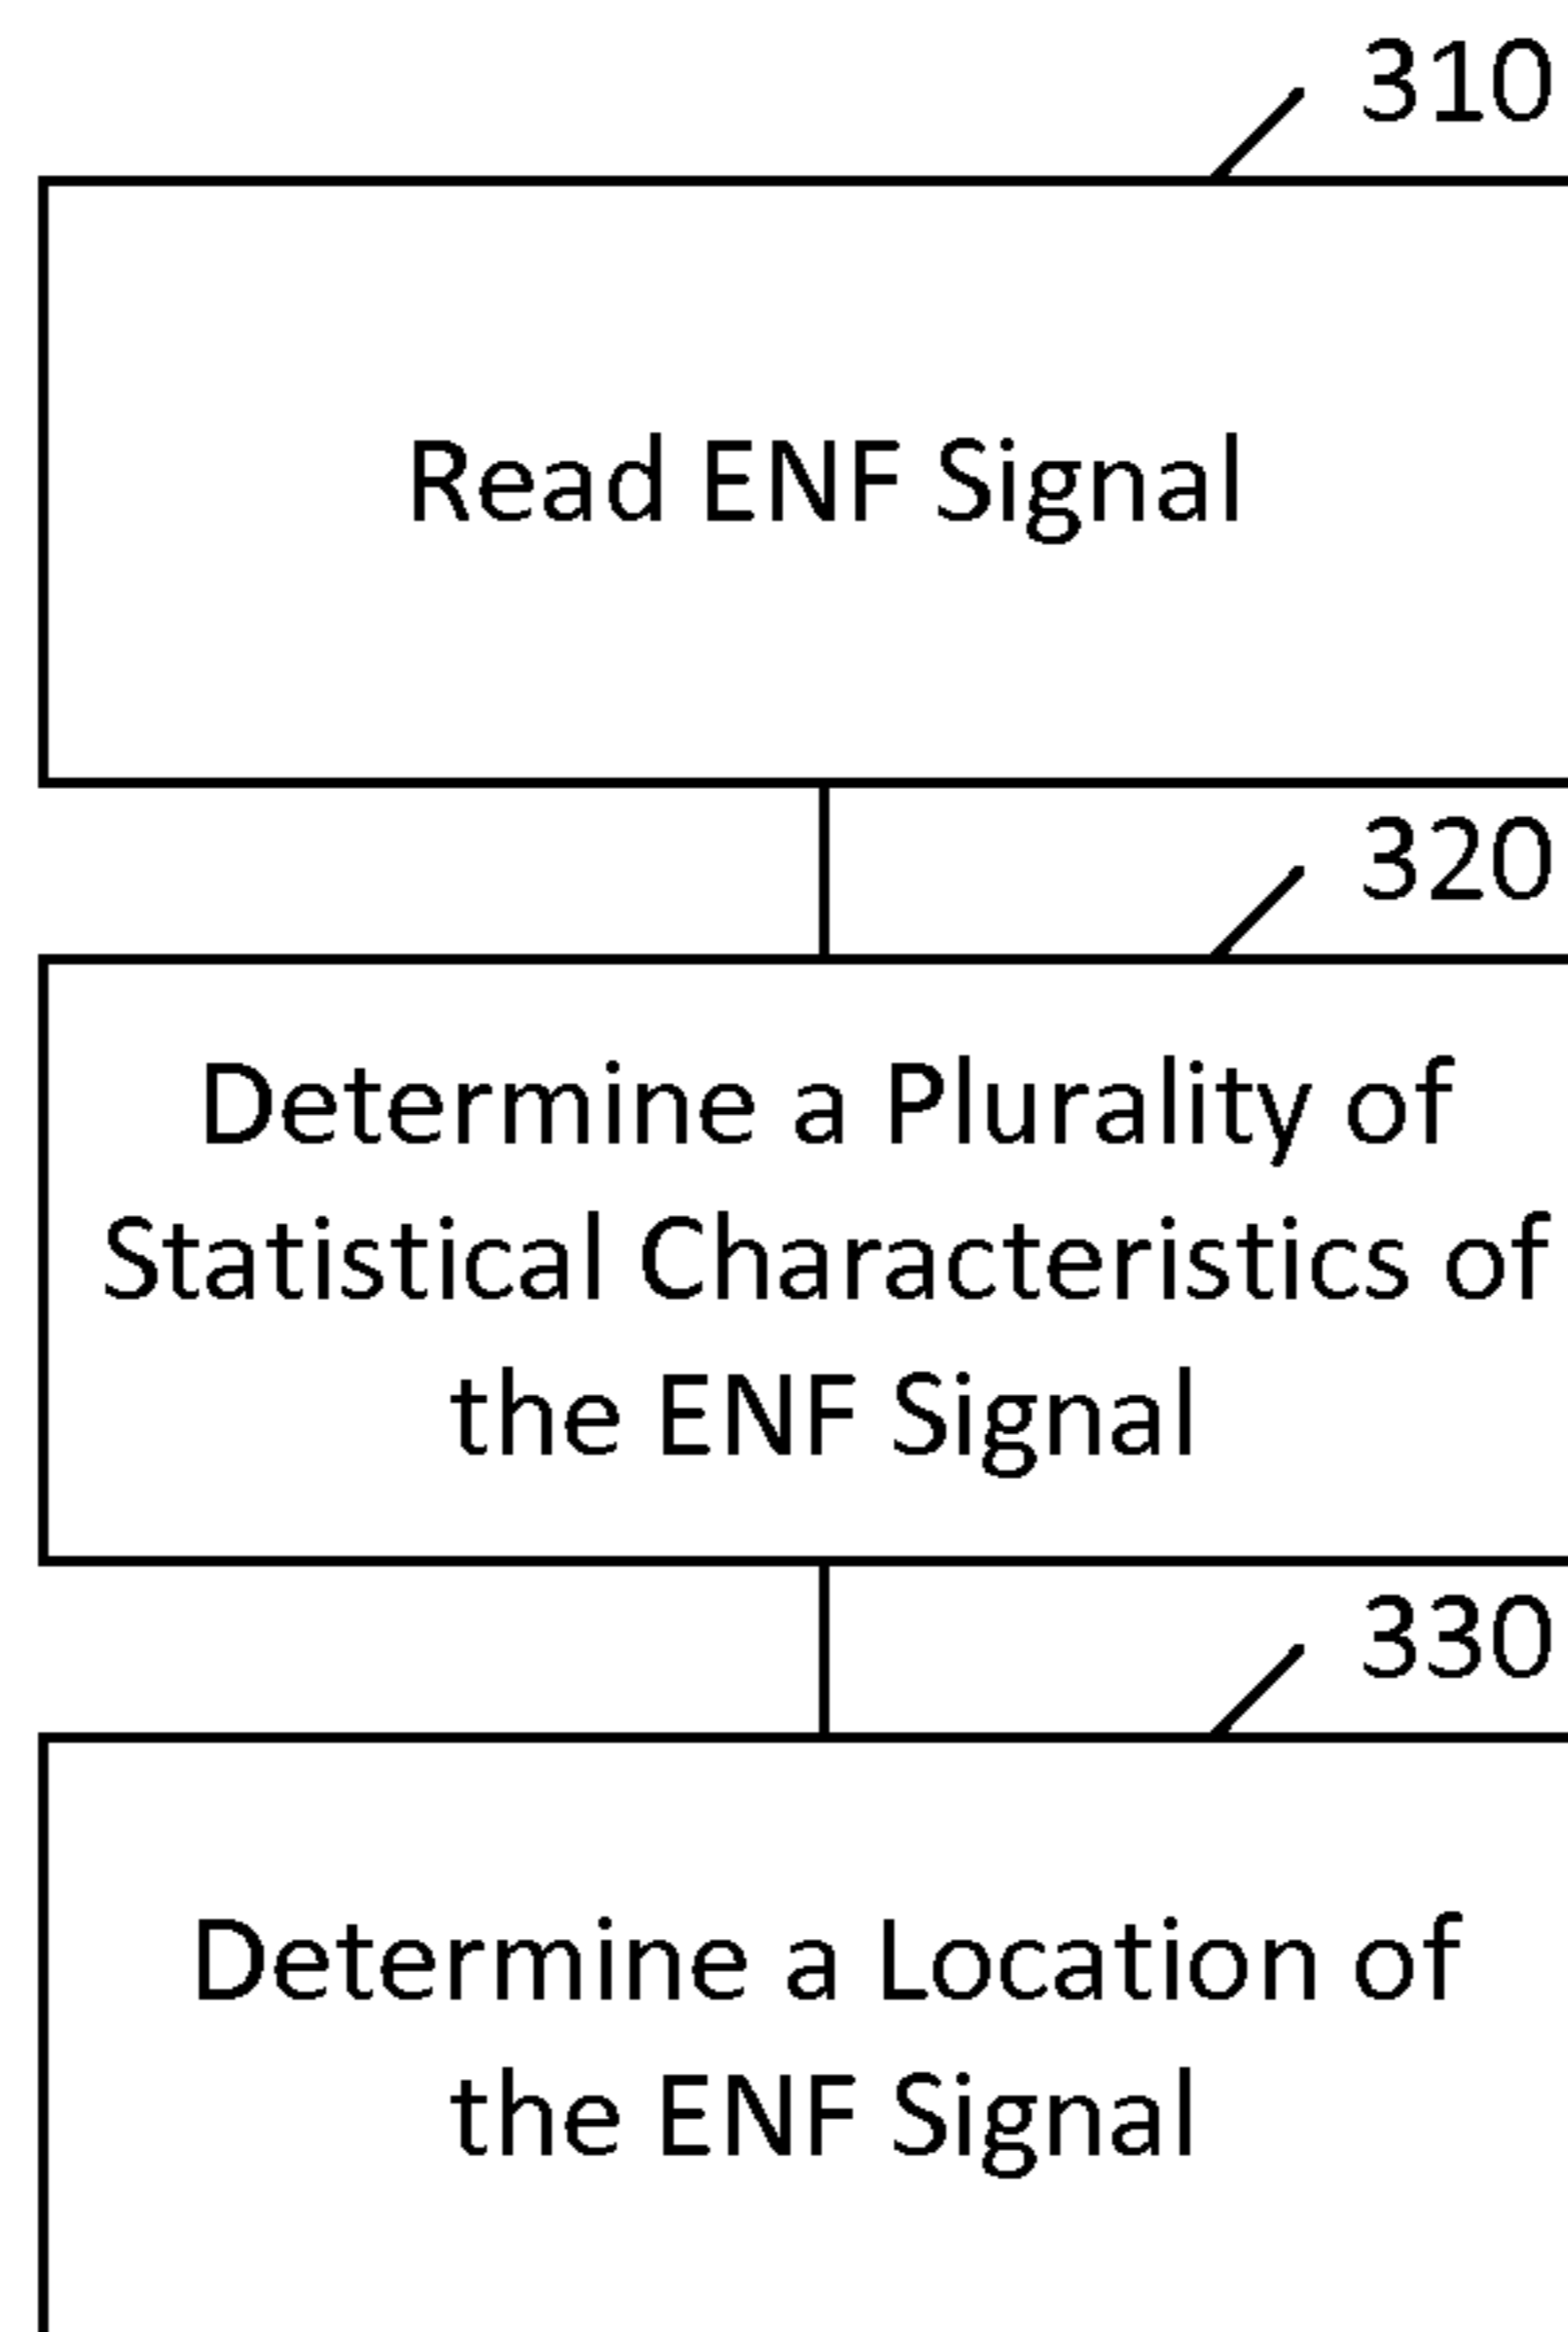 310
Read ENF Signal
320
Determine a Plurality of
Statistical Characteristics of
the ENF Signal
330
Determine a Location of
the ENF Signal